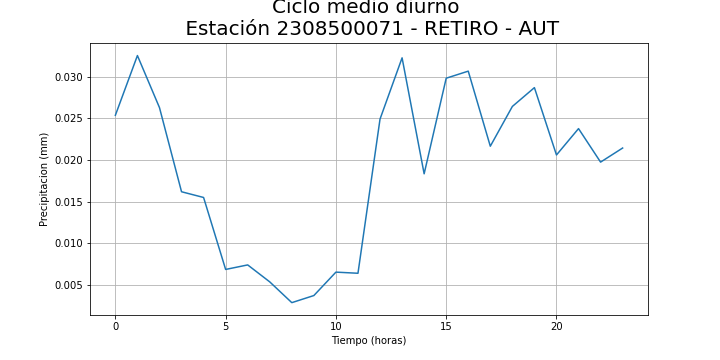 Ciclo medio diurno
Estación 2308500071 - RETIRO - AUT
Precipitacion (mm)
0.030
0.025
0.020
0.015
0.010
0.005
0 5 10 15 20
Tiempo (horas)